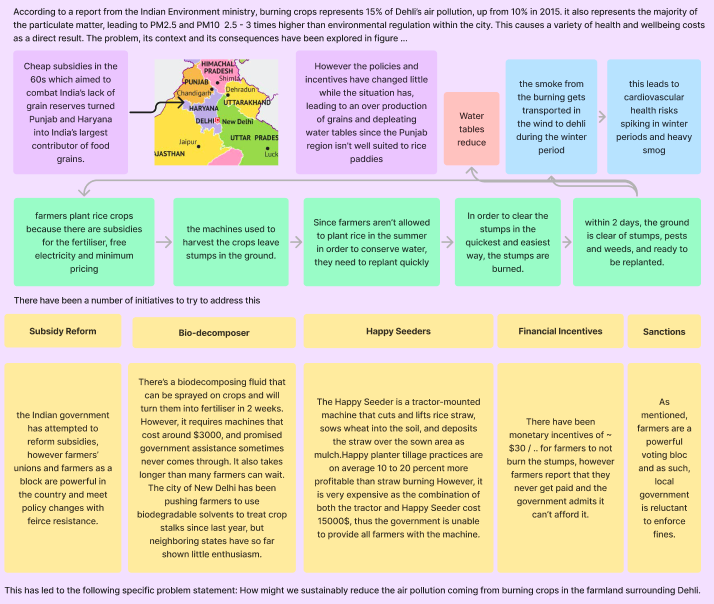 According to a report from the Indian Environment ministry, burning crops represents 15% of Dehli's air pollution, up from 10% in 2015. it also represents the majority of
the particulate matter, leading to PM2.5 and PM10  2.5 - 3 times higher than environmental regulation within the city. This causes a variety of health and wellbeing costs
as a direct result. The problem, its context and its consequences have been explored in figure ...
Cheap subsidies in the
60s which aimed to
combat India's lack of
grain reserves turned
Punjab and Haryana
into India's largest
contributor of food
grains.
HIMACHAL
PRADESH
PUNJAB
Shimla
Chandigarh
Dehradun
UTTARAKHAND
HARYANA
DELHI
New Delhi
UTTAR PRADES
Jaipur
AJASTHAN
Luck
However the policies and
incentives have changed little
while the situation has,
leading to an over production
of grains and depleating
water tables since the Punjab
region isn't well suited to rice
paddies
Water
tables
reduce
the smoke from
the burning gets
transported in
the wind to dehli
during the winter
period
this leads to
cardiovascular
health risks
spiking in winter
periods and heavy
smog
farmers plant rice crops
because there are subsidies
for the fertiliser, free
electricity and minimum
pricing
the machines used to
harvest the crops leave
stumps in the ground.
Since farmers aren't allowed
to plant rice in the summer
in order to conserve water,
they need to replant quickly
In order to clear the
stumps in the
quickest and easiest
way, the stumps are
burned.
within 2 days, the ground
is clear of stumps, pests
and weeds, and ready to
be replanted.
There have been a number of initiatives to try to address this
Subsidy Reform
Bio-decomposer
Happy Seeders
Financial Incentives
Sanctions
the Indian government
has attempted to
reform subsidies,
however farmers'
unions and farmers as a
block are powerful in
the country and meet
policy changes with
feirce resistance.
There's a biodecomposing fluid that
can be sprayed on crops and will
turn them into fertiliser in 2 weeks.
However, it requires machines that
cost around $3000, and promised
government assistance sometimes
never comes through. It also takes
longer than many farmers can wait.
The city of New Delhi has been
pushing farmers to use
biodegradable solvents to treat crop
stalks since last year, but
neighboring states have so far
shown little enthusiasm.
The Happy Seeder is a tractor-mounted
machine that cuts and lifts rice straw,
sows wheat into the soil, and deposits
the straw over the sown area as
mulch.Happy planter tillage practices are
on average 10 to 20 percent more
profitable than straw burning However, it
is very expensive as the combination of
both the tractor and Happy Seeder cost
15000$, thus the government is unable
to provide all farmers with the machine.
There have been
monetary incentives of ~
$30 / .. for farmers to
not burn the stumps, however
farmers report that they
never get paid and the
government admits it
can't afford it.
As
mentioned,
farmers are a
powerful
voting bloc
and as such,
local
government
is reluctant
to enforce
fines.
This has led to the following specific problem statement: How might we sustainably reduce the air pollution coming from burning crops in the farmland surrounding Dehli.